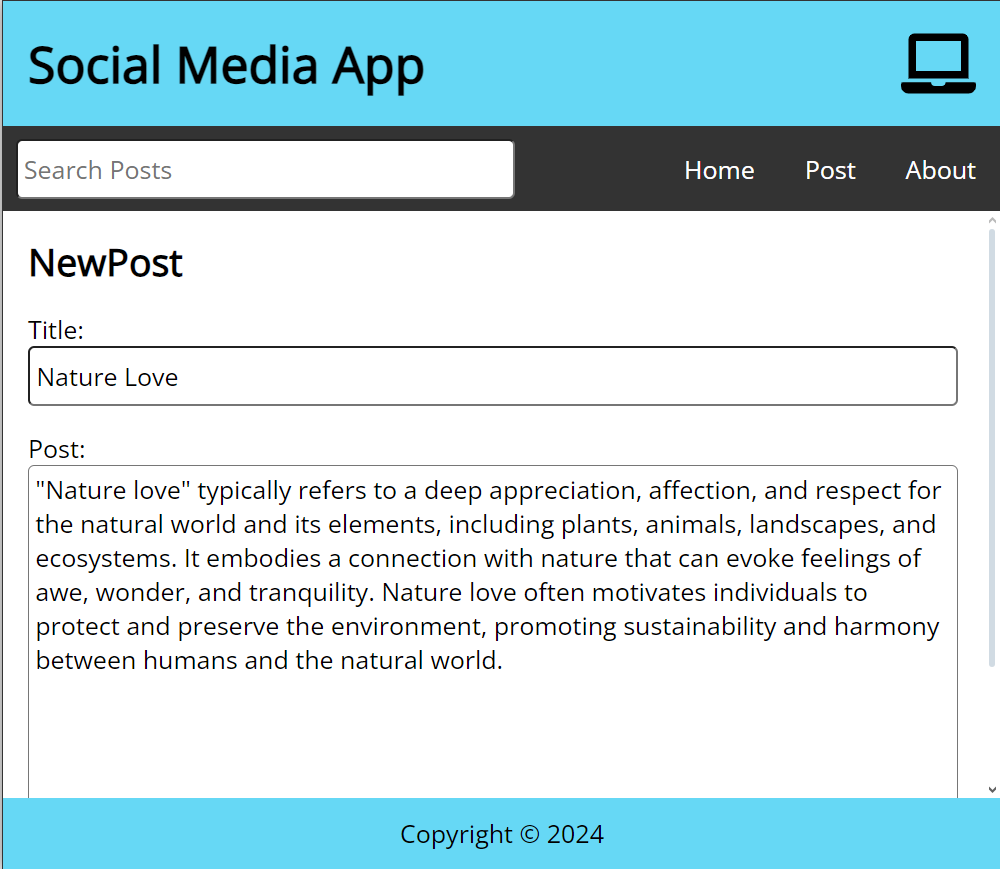 Social Media App
Search Posts
Home Post About
NewPost
Title:
Nature Love
Post:
"Nature love" typically refers to a deep appreciation, affection, and respect for
the natural world and its elements, including plants, animals, landscapes, and
ecosystems. It embodies a connection with nature that can evoke feelings of
awe, wonder, and tranquility. Nature love often motivates individuals to
protect and preserve the environment, promoting sustainability and harmony
between humans and the natural world.
Copyright © 2024